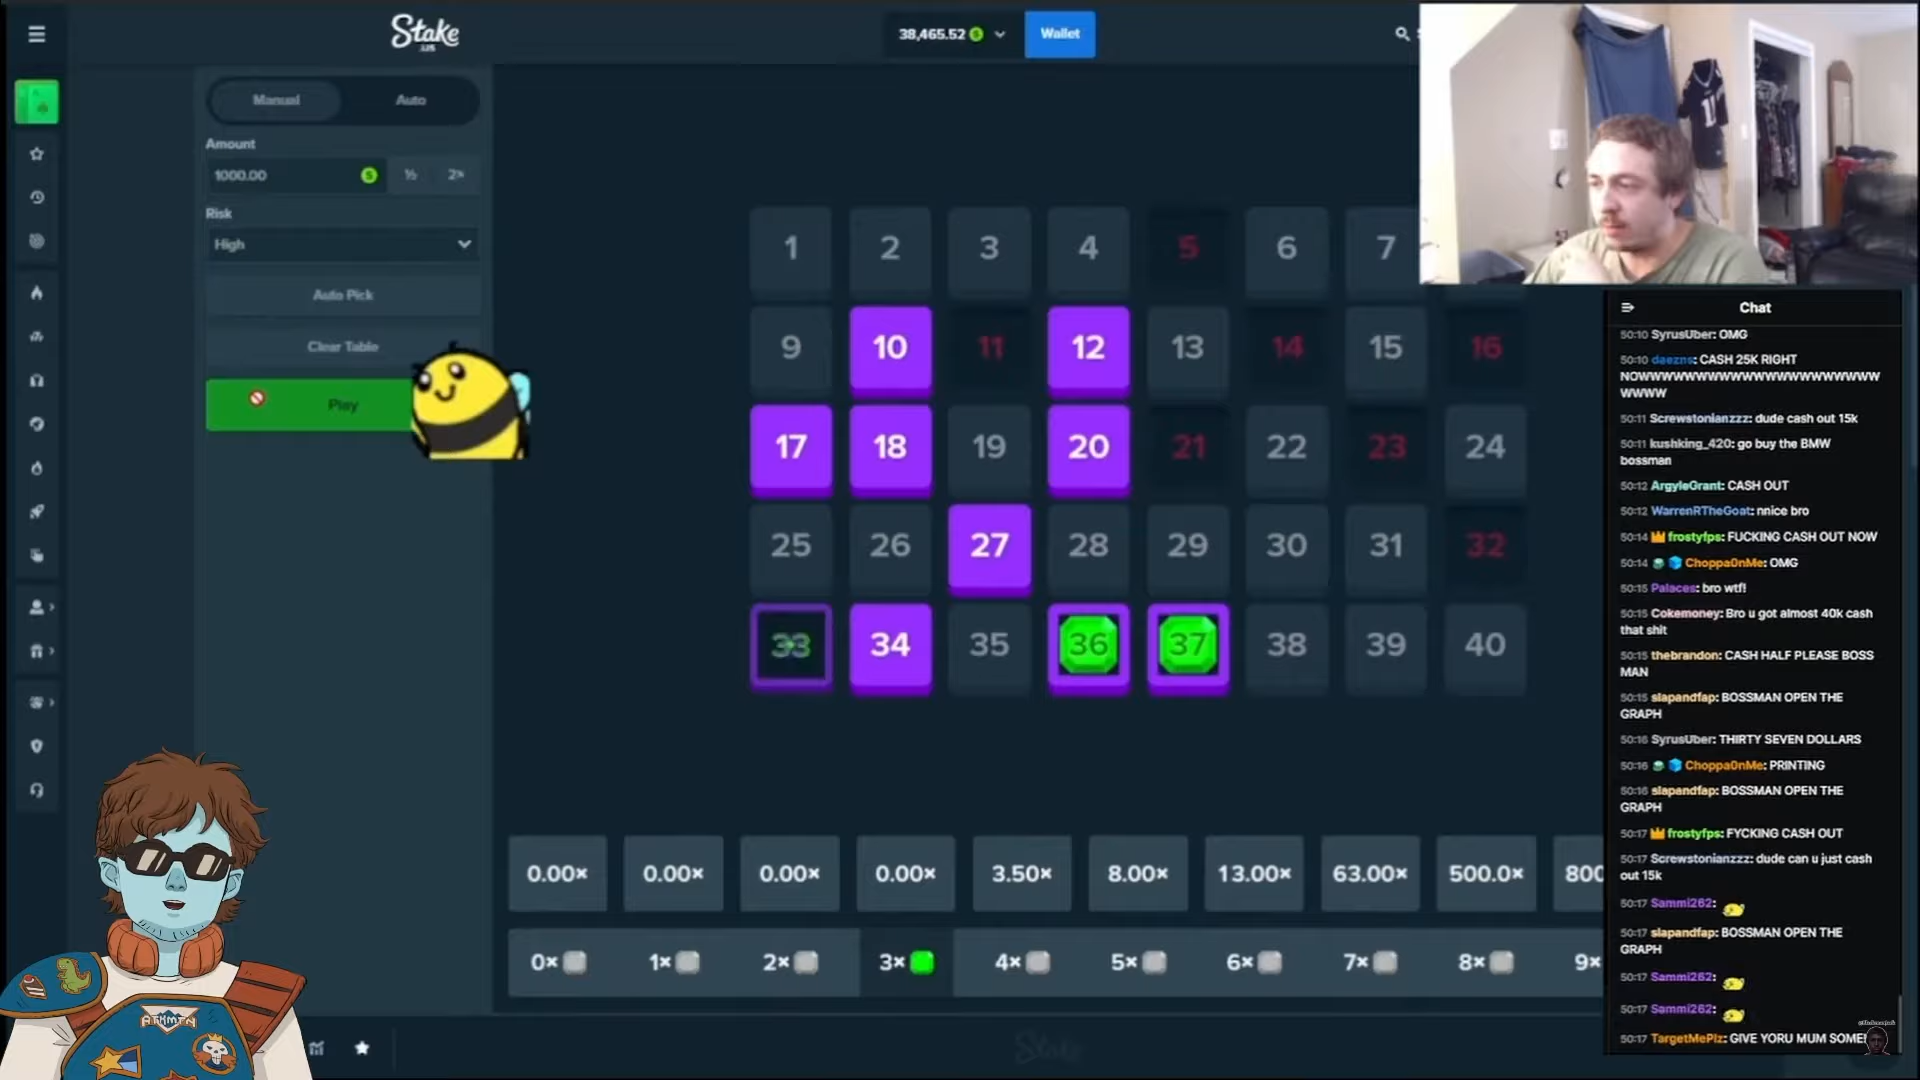 Stake
.US
38,465.52
Wallet
Manual
Auto
Amount
1000.00
½
2×
Risk
High
Auto Pick
Clear Table
Play
1 2 3 4 5 6 7
9 10 11 12 13 14 15 16
17 18 19 20 21 22 23 24
25 26 27 28 29 30 31 32
33 34 35 36 37 38 39 40
0.00× 0.00× 0.00× 0.00× 3.50× 8.00× 13.00× 63.00× 500.0× 800
0× 1× 2× 3× 4× 5× 6× 7× 8× 9×
Stake
ATKMTN
Chat
50:10 SyrusUber: OMG
50:10 daezns: CASH 25K RIGHT
NOWWWWWWWWWWWWWWWWWWWWWW
WWWW
50:11 Screwstonianzzz: dude cash out 15k
50:11 kushking_420: go buy the BMW
bossman
50:12 ArgyleGrant: CASH OUT
50:12 WarrenRTheGoat: nnice bro
50:14 frostyfps: FUCKING CASH OUT NOW
50:14 Choppa0nMe: OMG
50:15 Palaces: bro wtf!
50:15 Cokemoney: Bro u got almost 40k cash
that shit
50:15 thebrandon: CASH HALF PLEASE BOSS
MAN
50:15 slapandfap: BOSSMAN OPEN THE
GRAPH
50:16 SyrusUber: THIRTY SEVEN DOLLARS
50:16 Choppa0nMe: PRINTING
50:16 slapandfap: BOSSMAN OPEN THE
GRAPH
50:17 frostyfps: FYCKING CASH OUT
50:17 Screwstonianzzz: dude can u just cash
out 15k
50:17 Sammi262:
50:17 slapandfap: BOSSMAN OPEN THE
GRAPH
50:17 Sammi262:
50:17 Sammi262:
50:17 TargetMePlz: GIVE YORU MUM SOME